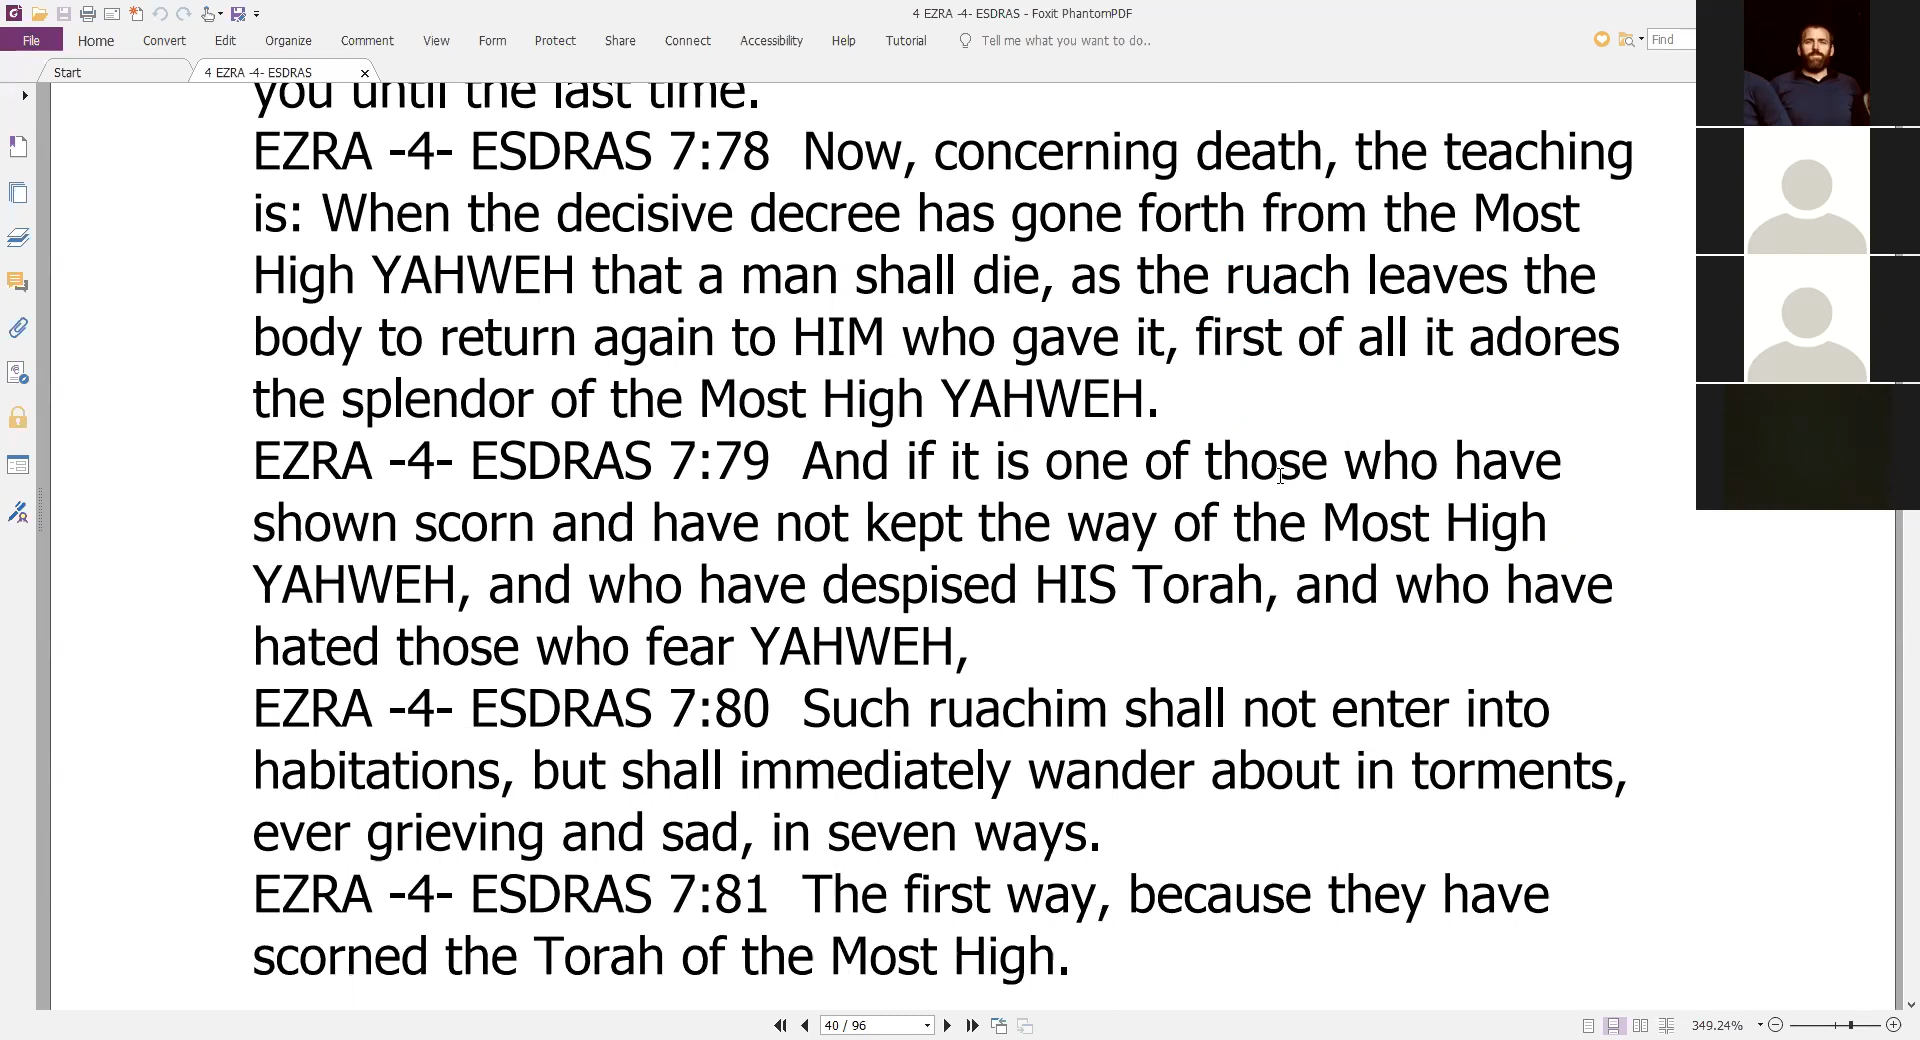 4 EZRA -4- ESDRAS - Foxit PhantomPDF
File Home Convert Edit Organize Comment View Form Protect Share Connect Accessibility Help Tutorial Tell me what you want to do.. Find
Start 4 EZRA -4- ESDRAS
you until the last time.
EZRA -4- ESDRAS 7:78 Now, concerning death, the teaching
is: When the decisive decree has gone forth from the Most
High YAHWEH that a man shall die, as the ruach leaves the
body to return again to HIM who gave it, first of all it adores
the splendor of the Most High YAHWEH.
EZRA -4- ESDRAS 7:79 And if it is one of those who have
shown scorn and have not kept the way of the Most High
YAHWEH, and who have despised HIS Torah, and who have
hated those who fear YAHWEH,
EZRA -4- ESDRAS 7:80 Such ruachim shall not enter into
habitations, but shall immediately wander about in torments,
ever grieving and sad, in seven ways.
EZRA -4- ESDRAS 7:81 The first way, because they have
scorned the Torah of the Most High.
40 / 96 349.24%